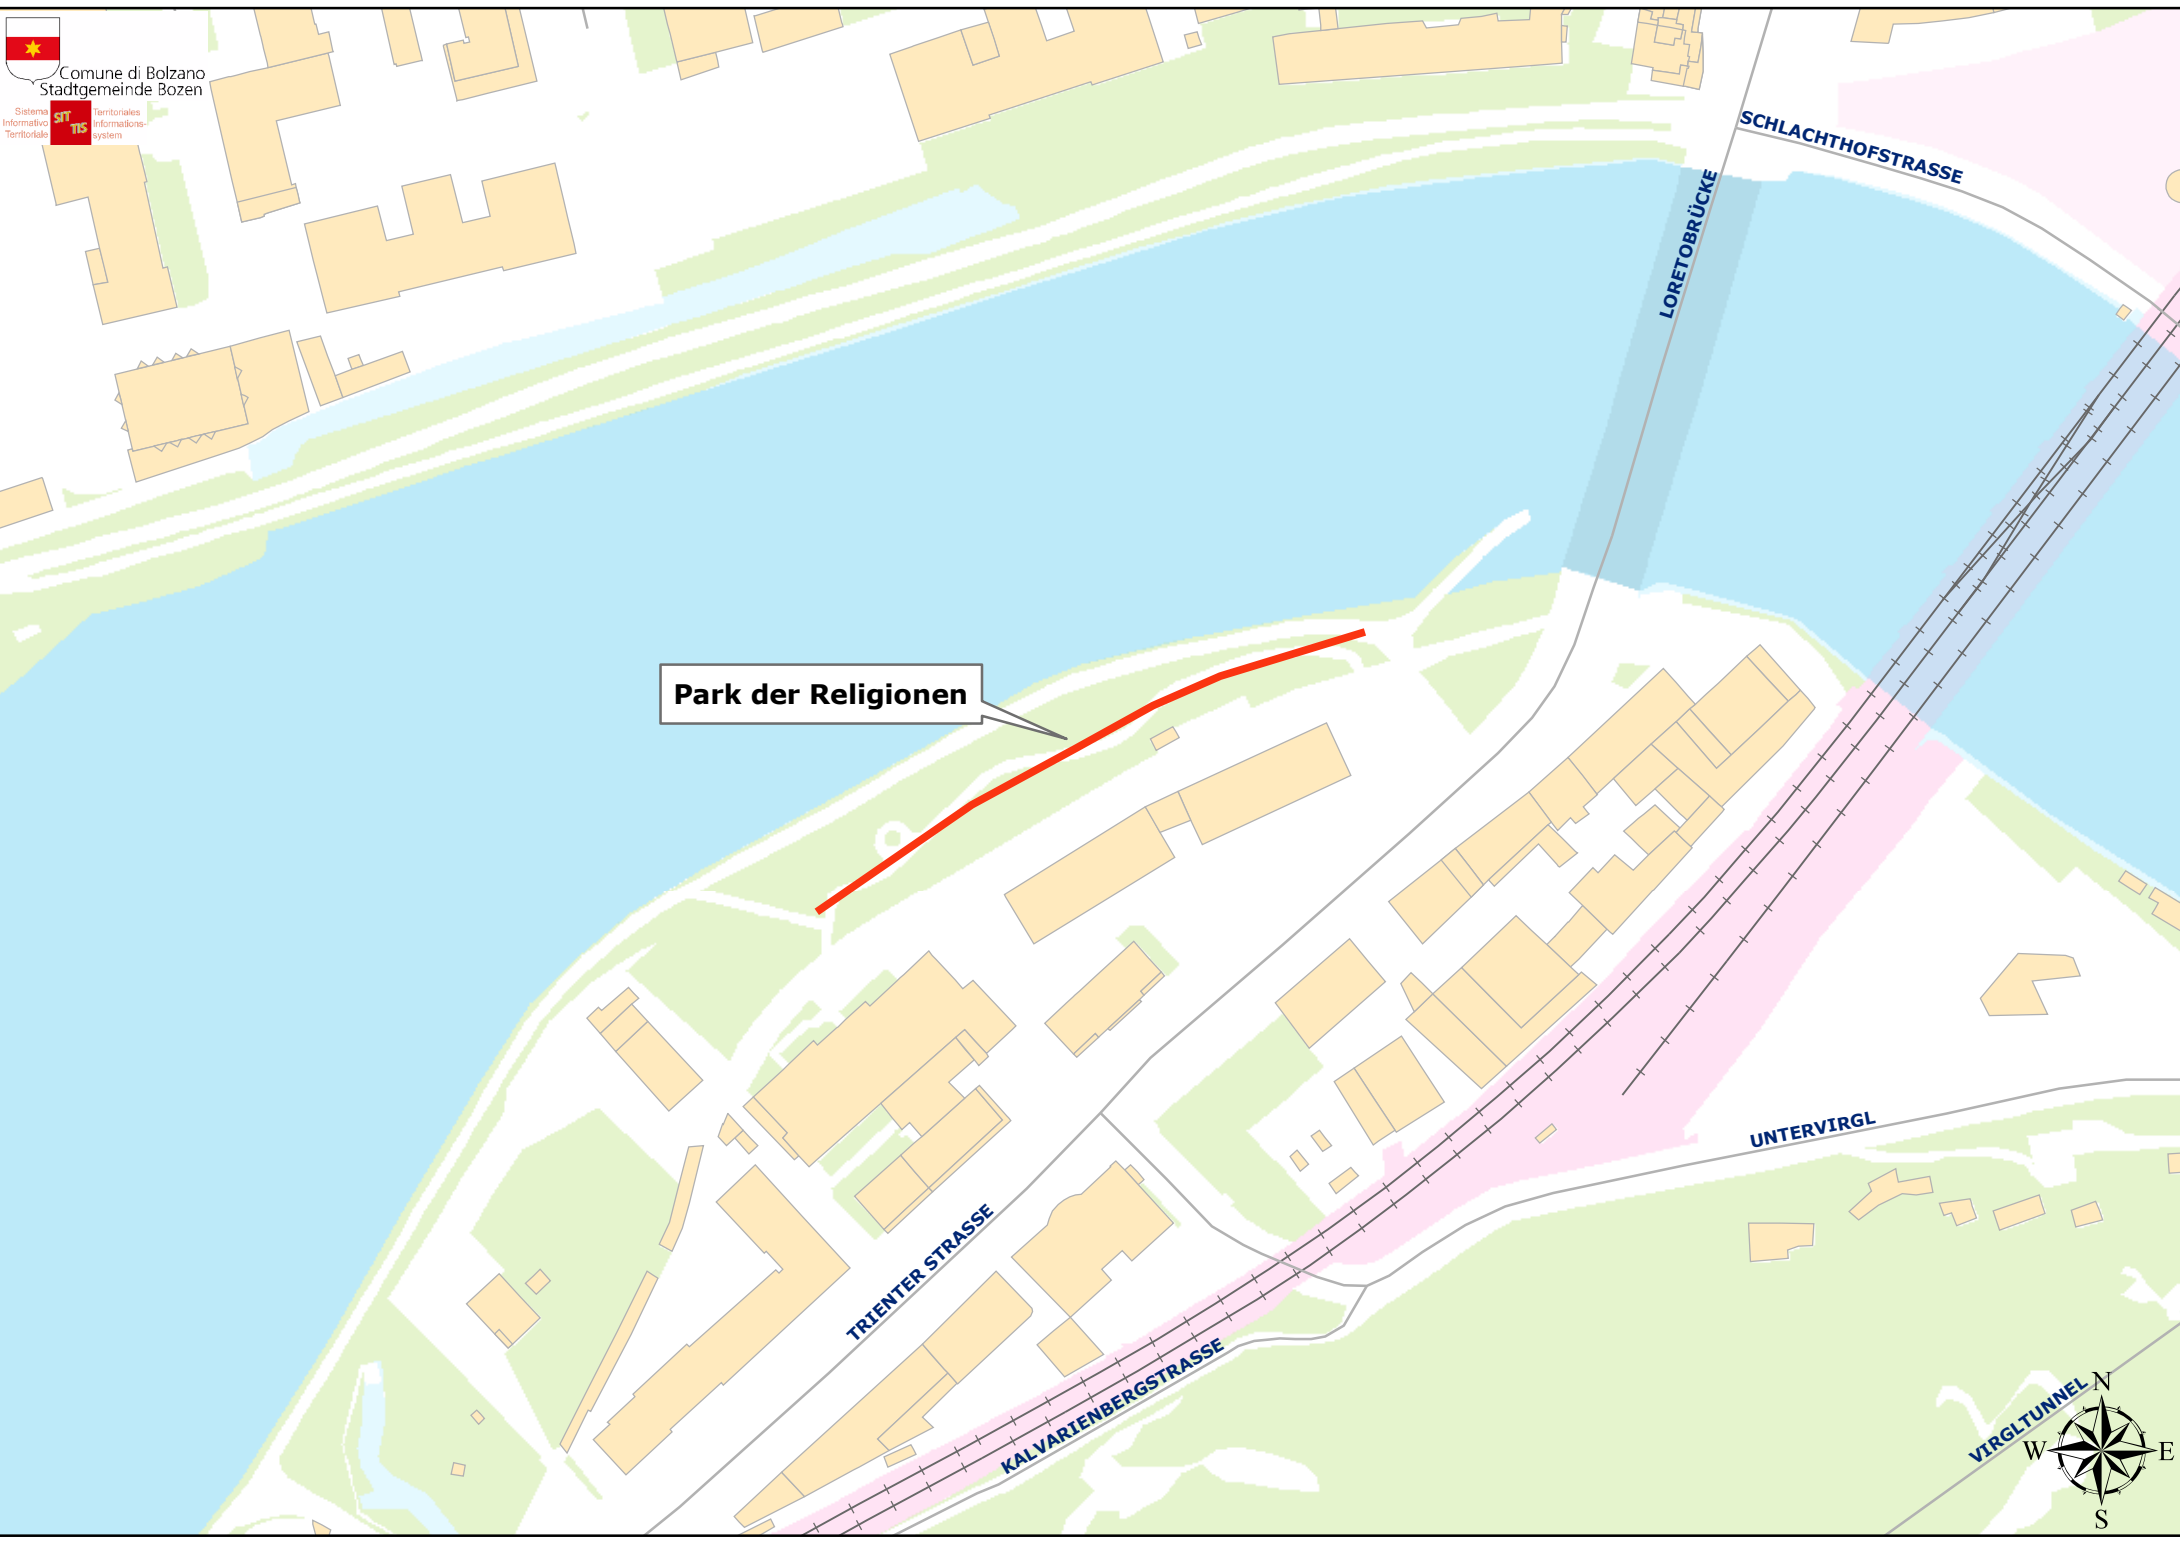 Comune di Bolzano
Stadtgemeinde Bozen
Sistema
Informativo
Territoriale
SIT
TIS
Territoriales
Informations-
system
SCHLACHTHOFSTRASSE
LORETOBRÜCKE
Park der Religionen
UNTERVIRGL
TRIENTER STRASSE
KALVARIENBERGSTRASSE
VIRGLTUNNEL
N
W
E
S